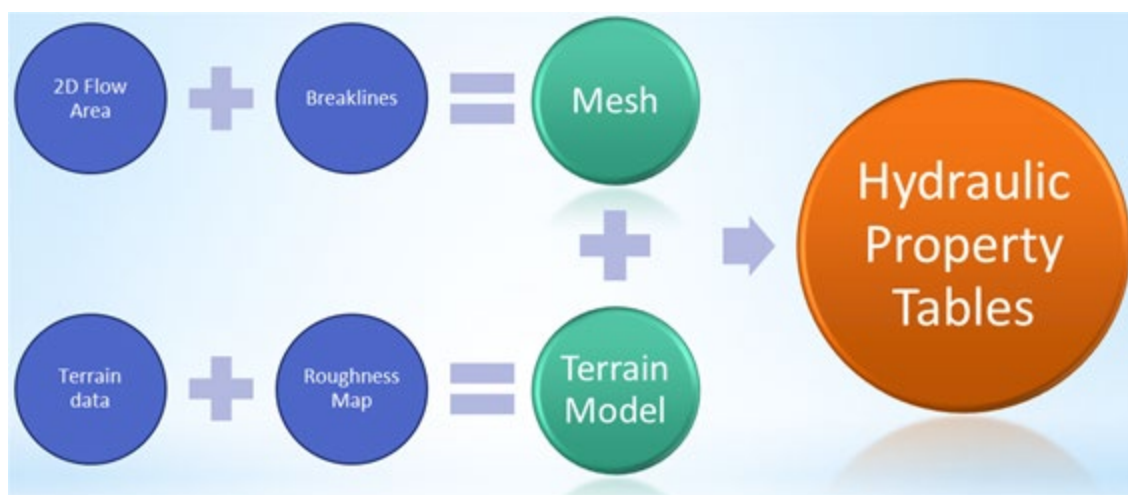 2D Flow
Area
Breaklines
Mesh
Terrain
data
Roughness
Map
Terrain
Model
Hydraulic
Property
Tables